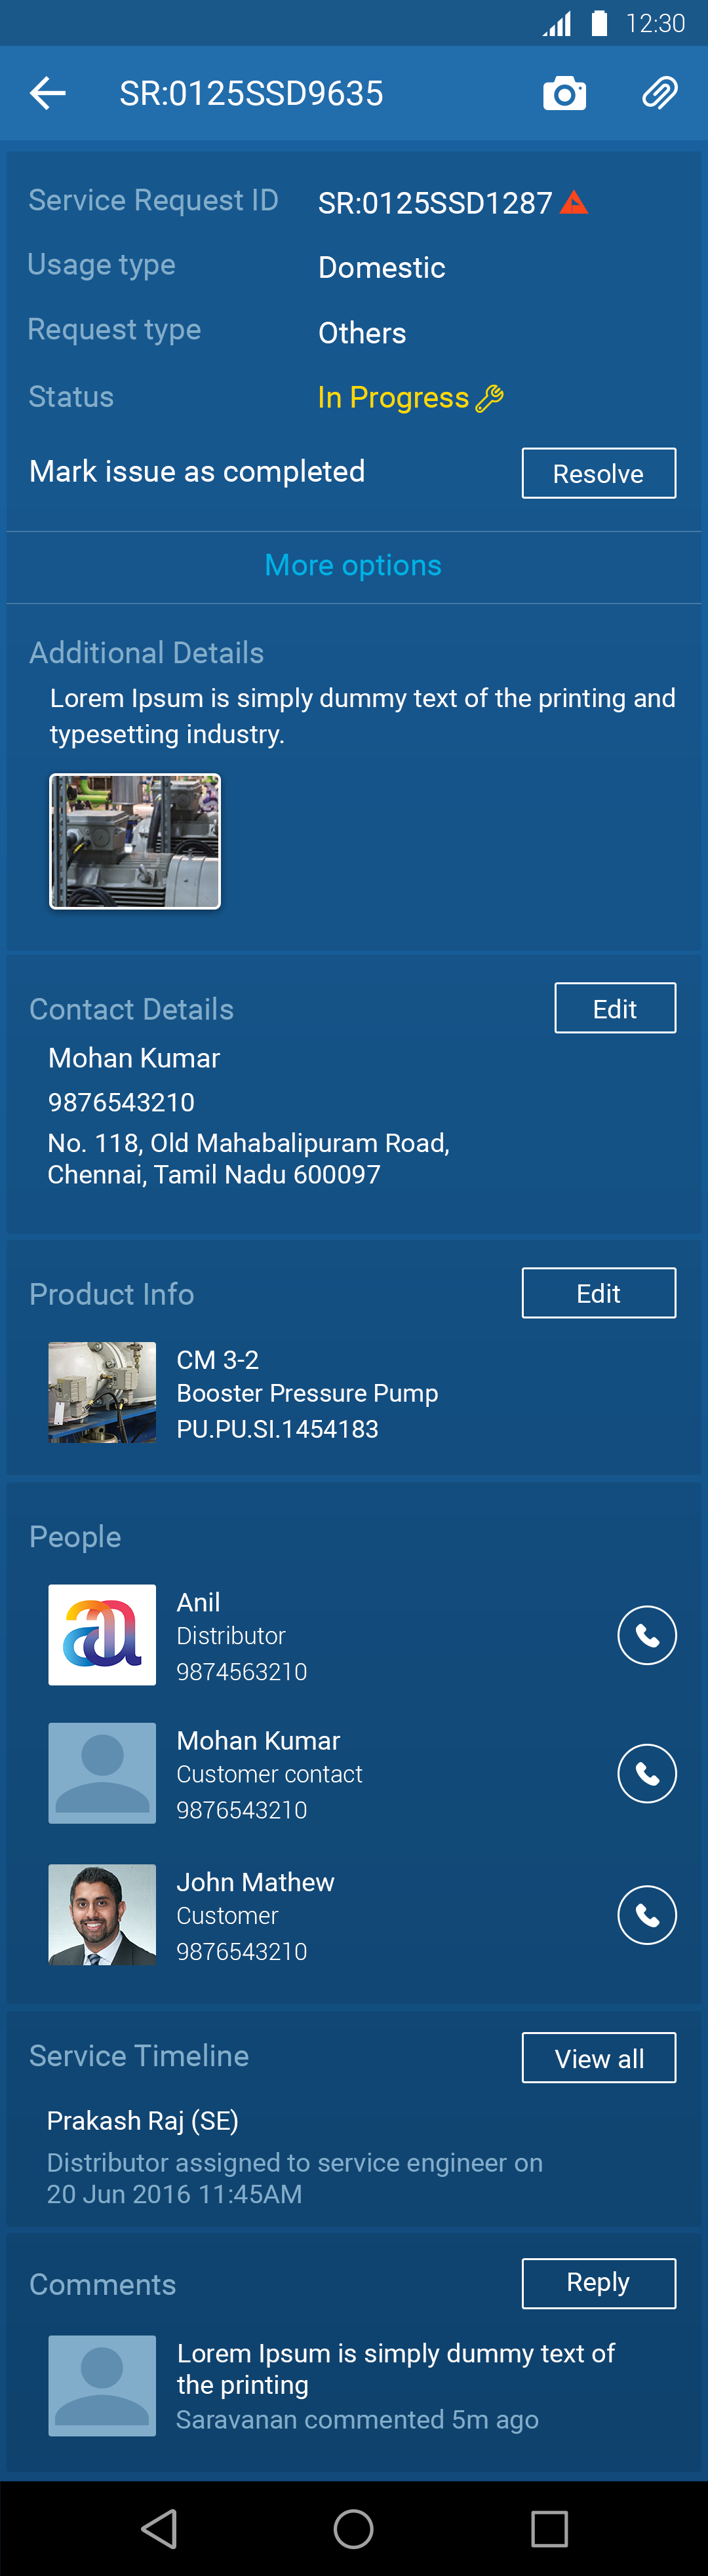 12:30
SR:0125SSD9635
Service Request ID SR:0125SSD1287
Usage type Domestic
Request type Others
Status In Progress
Mark issue as completed Resolve
More options
Additional Details
Lorem Ipsum is simply dummy text of the printing and
typesetting industry.
Contact Details Edit
Mohan Kumar
9876543210
No. 118, Old Mahabalipuram Road,
Chennai, Tamil Nadu 600097
Product Info Edit
CM 3-2
Booster Pressure Pump
PU.PU.SI.1454183
People
Anil
Distributor
9874563210
Mohan Kumar
Customer contact
9876543210
John Mathew
Customer
9876543210
Service Timeline View all
Prakash Raj (SE)
Distributor assigned to service engineer on
20 Jun 2016 11:45AM
Comments Reply
Lorem Ipsum is simply dummy text of
the printing
Saravanan commented 5m ago